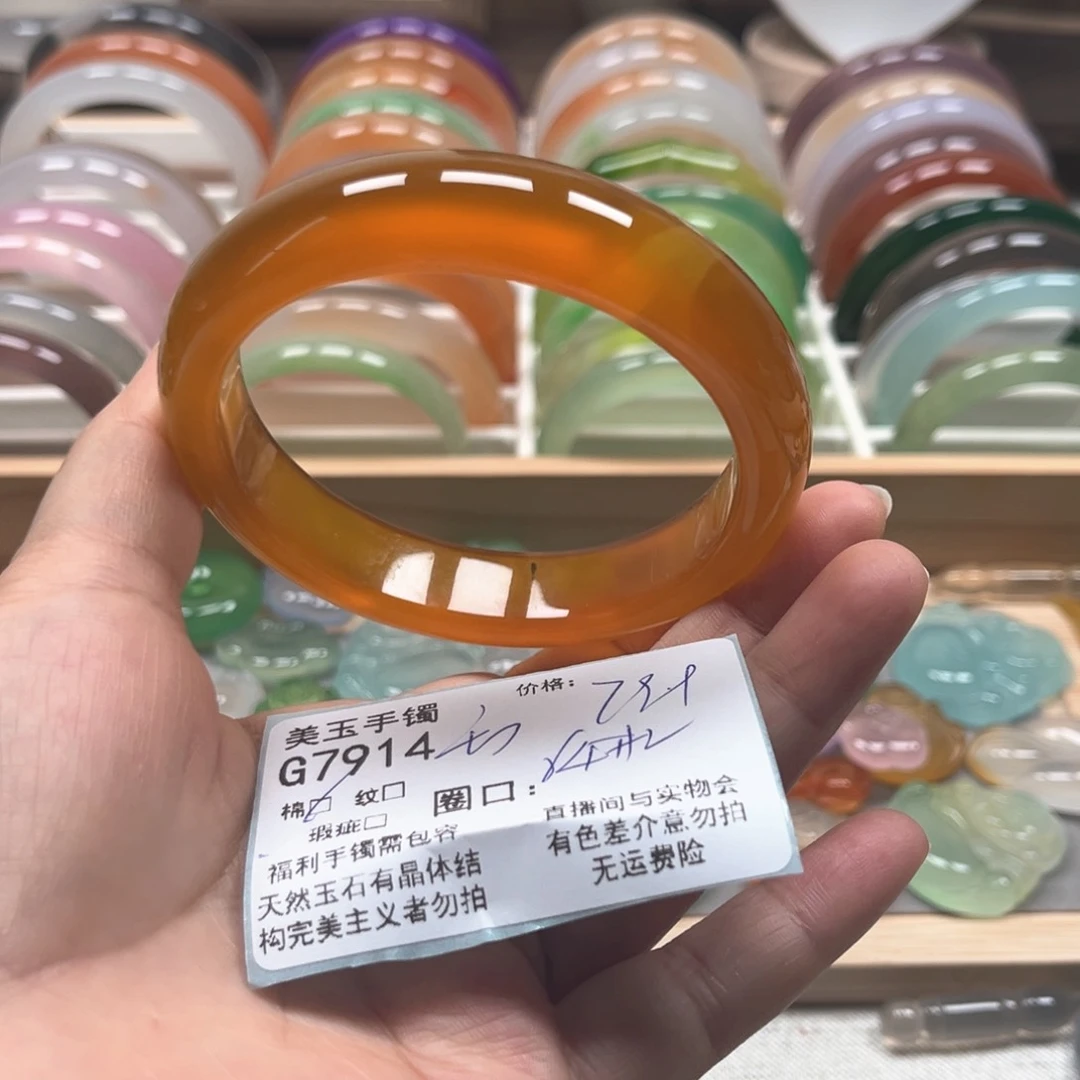 价格:
美玉手镯
G7914
棉□ 纹□ 圈口:
瑕疵□
福利手镯需包容
天然玉石有晶体结
构完美主义者勿拍
直播间与实物会
有色差介意勿拍
无运费险